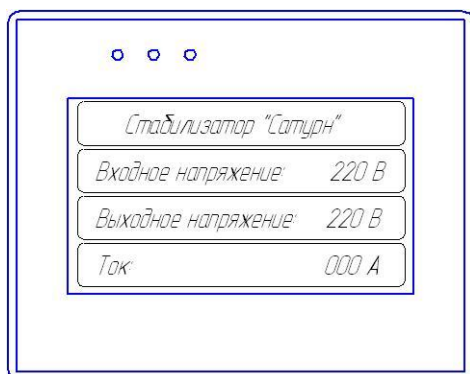 Стабилизатор "Сатурн"
Входное напряжение: 220 В
Выходное напряжение: 220 В
Ток: 000 А